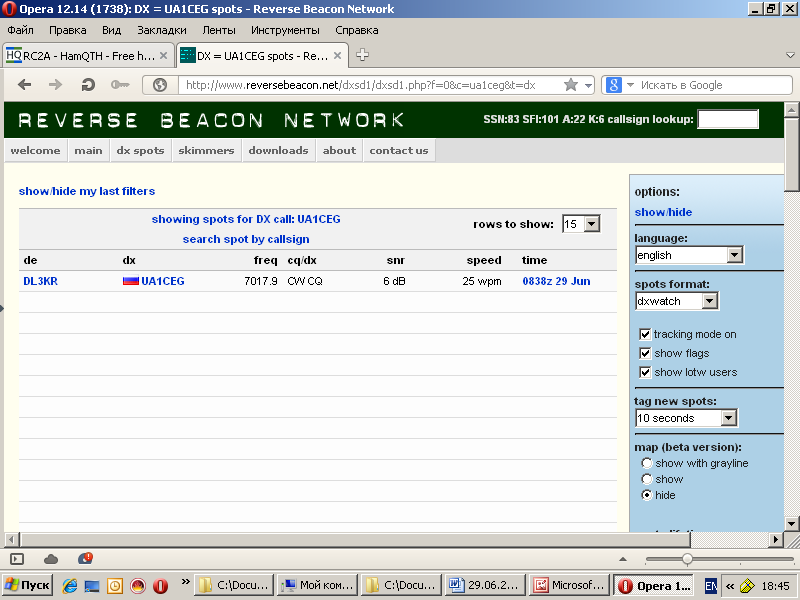 Opera 12.14 (1738): DX = UA1CEG spots - Reverse Beacon Network
Файл Правка Вид Закладки Ленты Инструменты Справка
HQ RC2A - HamQTH - Free h... DX = UA1CEG spots - Re...
http://www.reversebeacon.net/dxsd1/dxsd1.php?f=0&c=ua1ceg&t=dx Искать в Google
REVERSE BEACON NETWORK SSN:83 SFI:101 A:22 K:6 callsign lookup:
welcome main dx spots skimmers downloads about contact us
show/hide my last filters
showing spots for DX call: UA1CEG rows to show: 15
search spot by callsign
de dx freq cq/dx snr speed time
DL3KR UA1CEG 7017.9 CW CQ 6 dB 25 wpm 0838z 29 Jun
options:
show/hide
language:
english
spots format:
dxwatch
tracking mode on
show flags
show lotw users
tag new spots:
10 seconds
map (beta version):
show with grayline
show
hide
Пуск » C:\Docu... Мой ком... C:\Docu... 29.06.2... Microsof... Opera 1... EN « 18:45